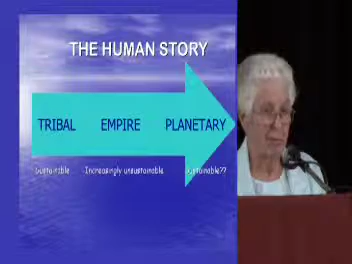 THE HUMAN STORY
TRIBAL EMPIRE PLANETARY
Sustainable Increasingly unsustainable Sustainable??